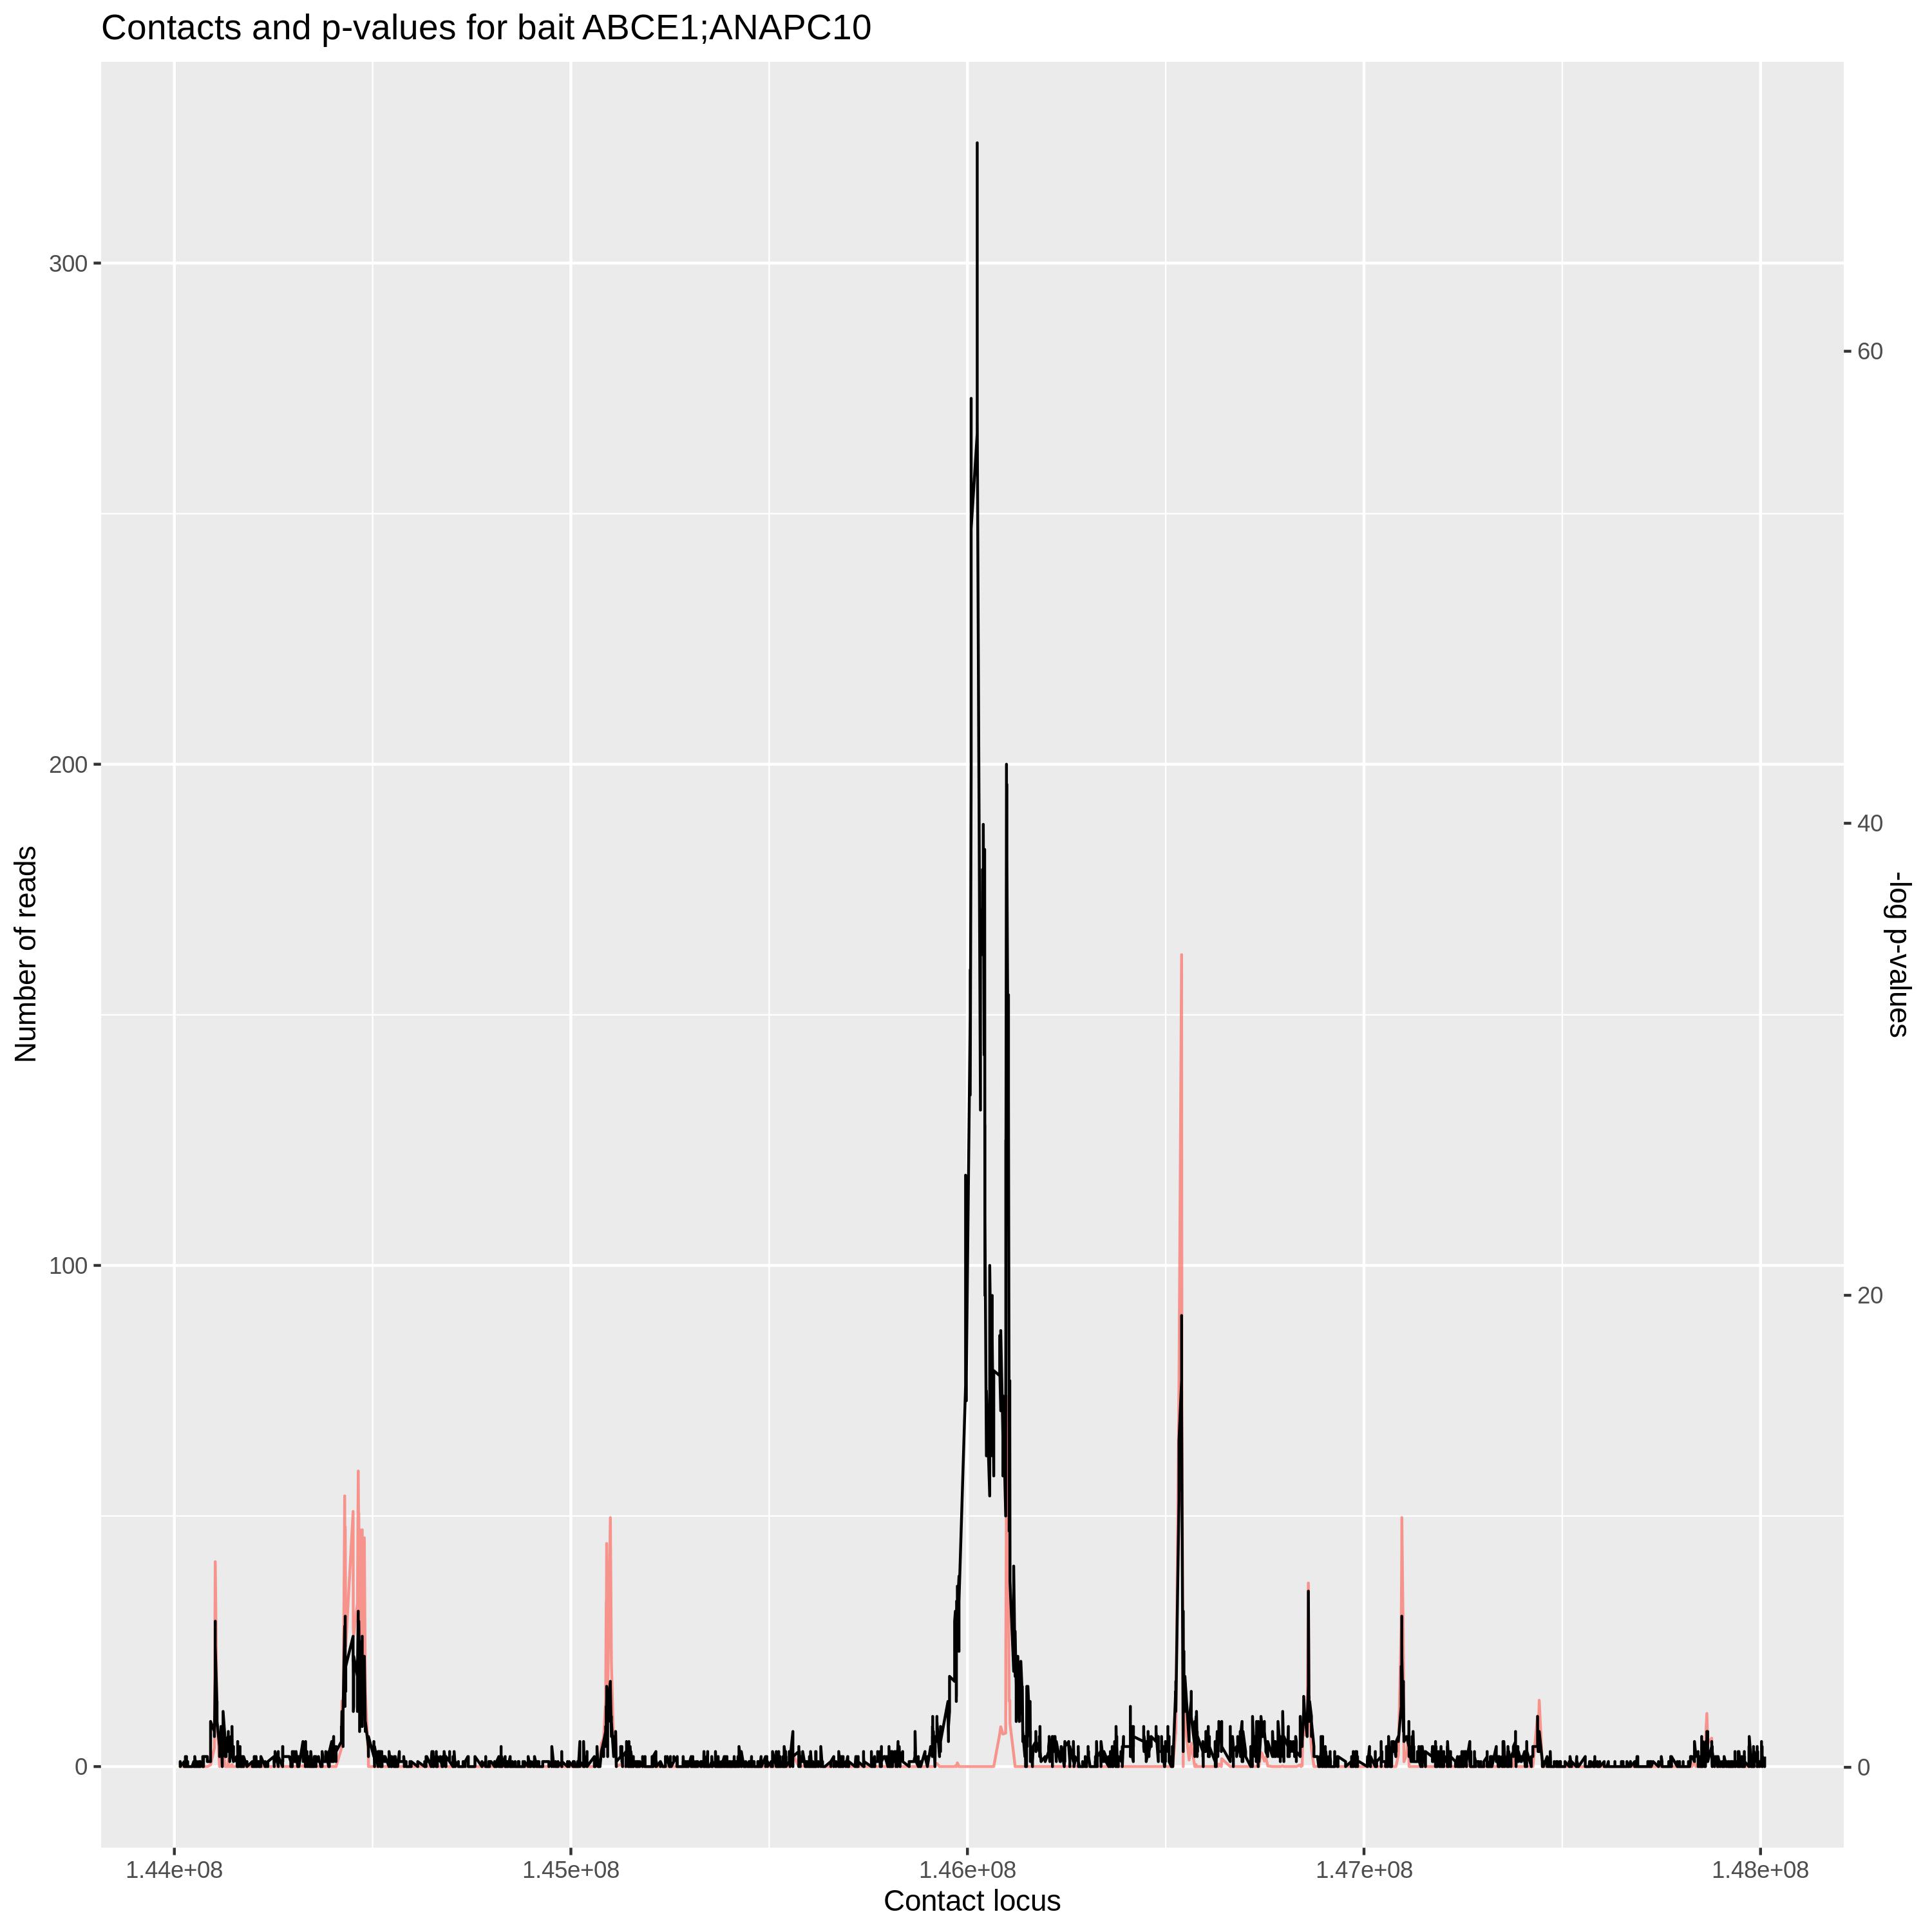 Contacts and p-values for bait ABCE1;ANAPC10
300
200
100
0
Number of reads
60
40
20
0
-log p-values
1.44e+08
1.45e+08
1.46e+08
1.47e+08
1.48e+08
Contact locus